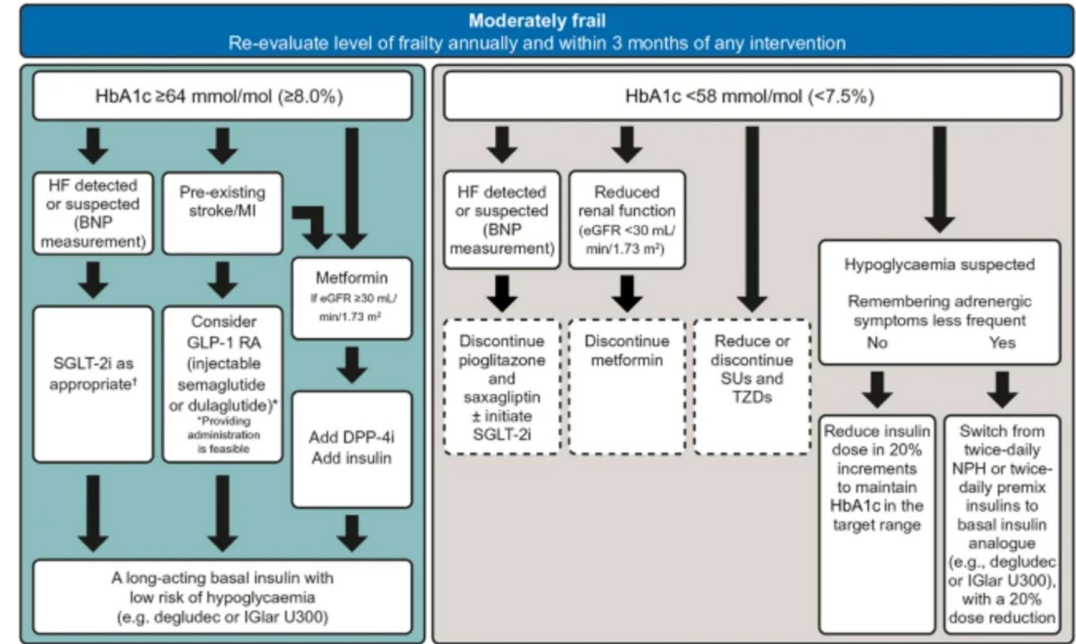 Moderately frail
Re-evaluate level of frailty annually and within 3 months of any intervention
HbA1c ≥64 mmol/mol (≥8.0%)
HF detected
or suspected
(BNP
measurement)
Pre-existing
stroke/MI
Metformin
If eGFR ≥30 mL/
min/1.73 m²
SGLT-2i as
appropriate†
Consider
GLP-1 RA
(injectable
semaglutide
or dulaglutide)*
*Providing
administration
is feasible
Add DPP-4i
Add insulin
A long-acting basal insulin with
low risk of hypoglycaemia
(e.g. degludec or IGlar U300)
HbA1c <58 mmol/mol (<7.5%)
HF detected
or suspected
(BNP
measurement)
Reduced
renal function
(eGFR <30 mL/
min/1.73 m²)
Hypoglycaemia suspected
Remembering adrenergic
symptoms less frequent
No Yes
Discontinue
pioglitazone
and
saxagliptin
± initiate
SGLT-2i
Discontinue
metformin
Reduce or
discontinue
SUs and
TZDs
Reduce insulin
dose in 20%
increments
to maintain
HbA1c in the
target range
Switch from
twice-daily
NPH or twice-
daily premix
insulins to
basal insulin
analogue
(e.g., degludec
or IGlar U300),
with a 20%
dose reduction